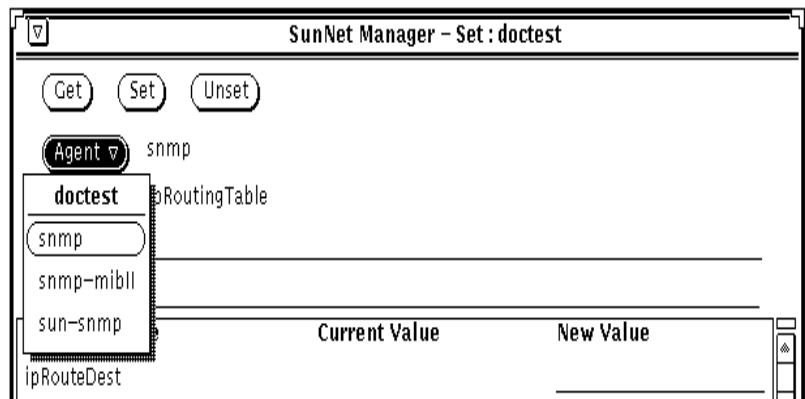 SunNet Manager – Set : doctest
Get Set Unset
Agent snmp
doctest
snmp
snmp–mibII
sun–snmp
Current Value New Value
ipRouteDest